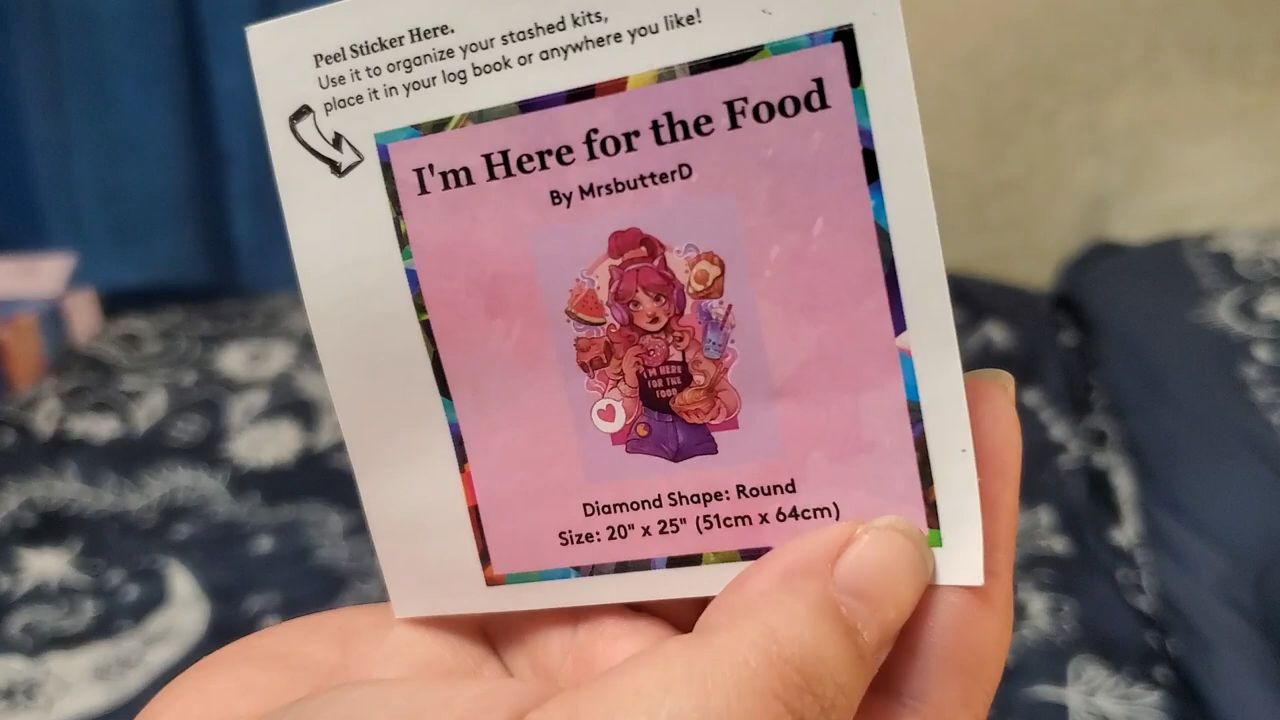 Peel Sticker Here.
Use it to organize your stashed kits,
place it in your log book or anywhere you like!
I'm Here for the Food
By MrsbutterD
I'M HERE
FOR THE
FOOD
Diamond Shape: Round
Size: 20" x 25" (51cm x 64cm)